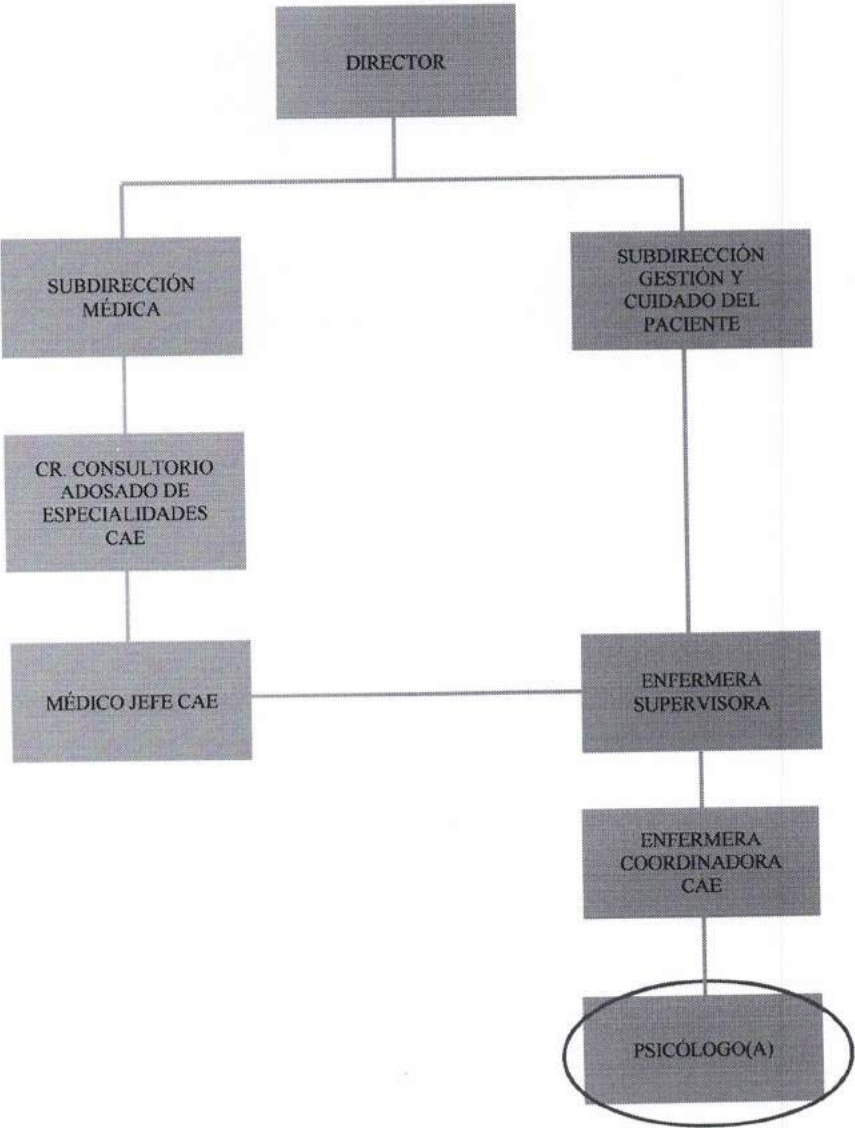 DIRECTOR
SUBDIRECCIÓN
MÉDICA
SUBDIRECCIÓN
GESTIÓN Y
CUIDADO DEL
PACIENTE
CR. CONSULTORIO
ADOSADO DE
ESPECIALIDADES
CAE
MÉDICO JEFE CAE
ENFERMERA
SUPERVISORA
ENFERMERA
COORDINADORA
CAE
PSICÓLOGO(A)